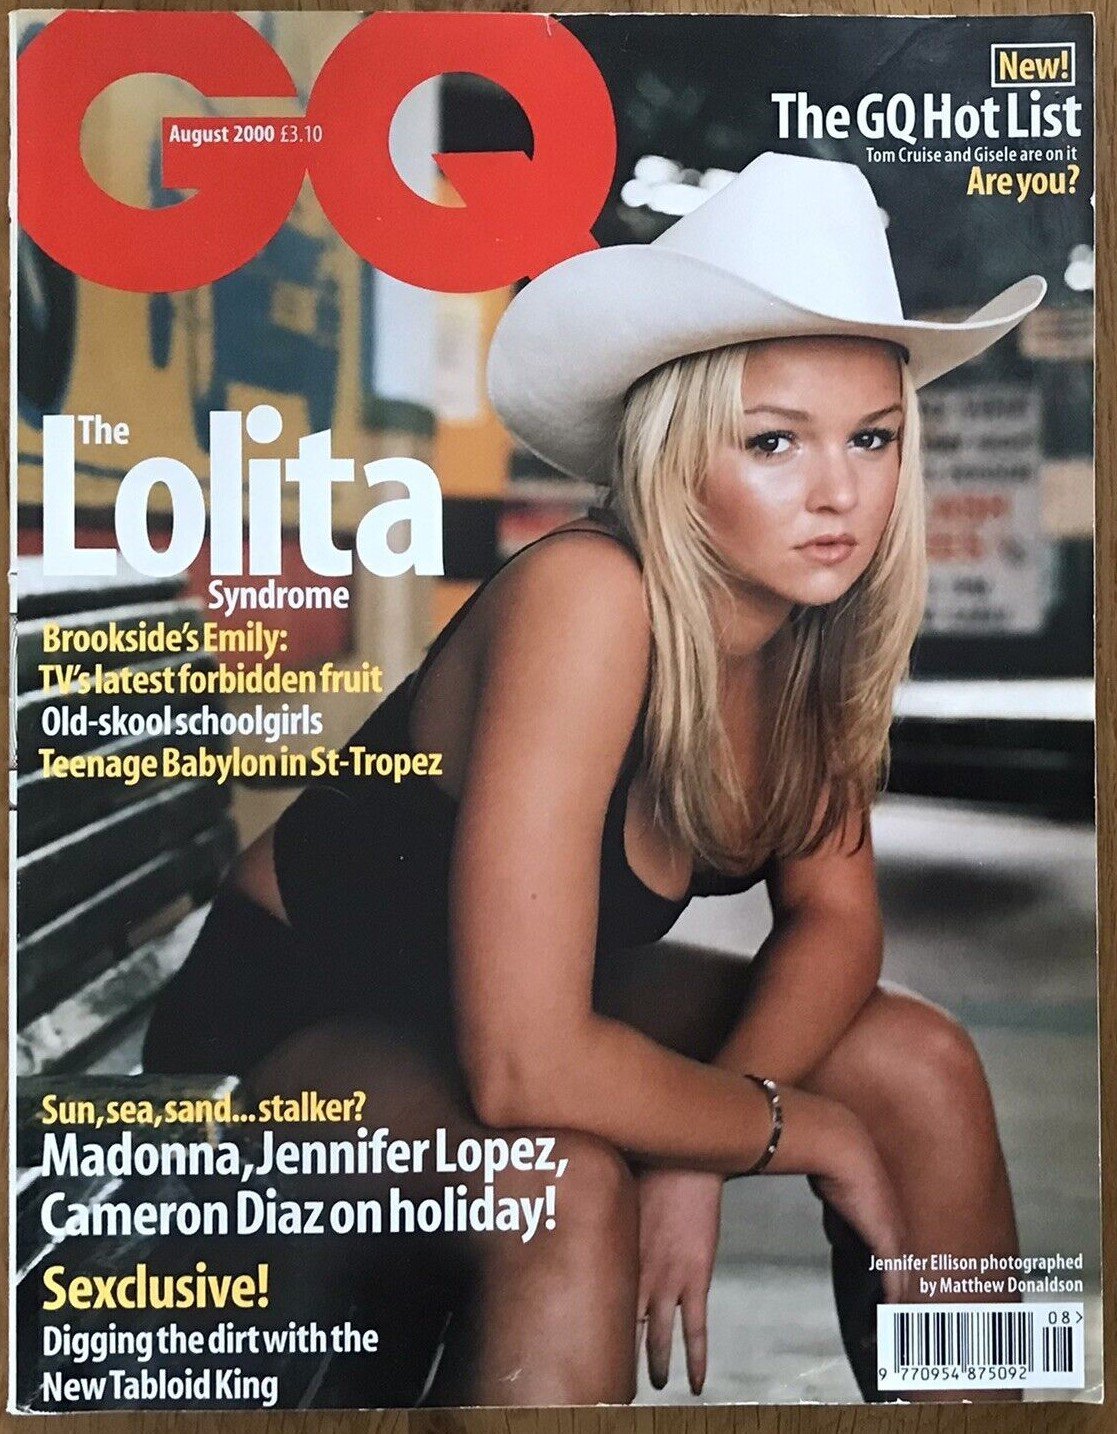 GQ
August 2000 £3.10
New!
The GQ Hot List
Tom Cruise and Gisele are on it
Are you?
The
Lolita
Syndrome
Brookside's Emily:
TV's latest forbidden fruit
Old-skool schoolgirls
Teenage Babylon in St-Tropez
Sun, sea, sand... stalker?
Madonna, Jennifer Lopez,
Cameron Diaz on holiday!
Sexclusive!
Digging the dirt with the
New Tabloid King
Jennifer Ellison photographed
by Matthew Donaldson
08>
9 770954 875092